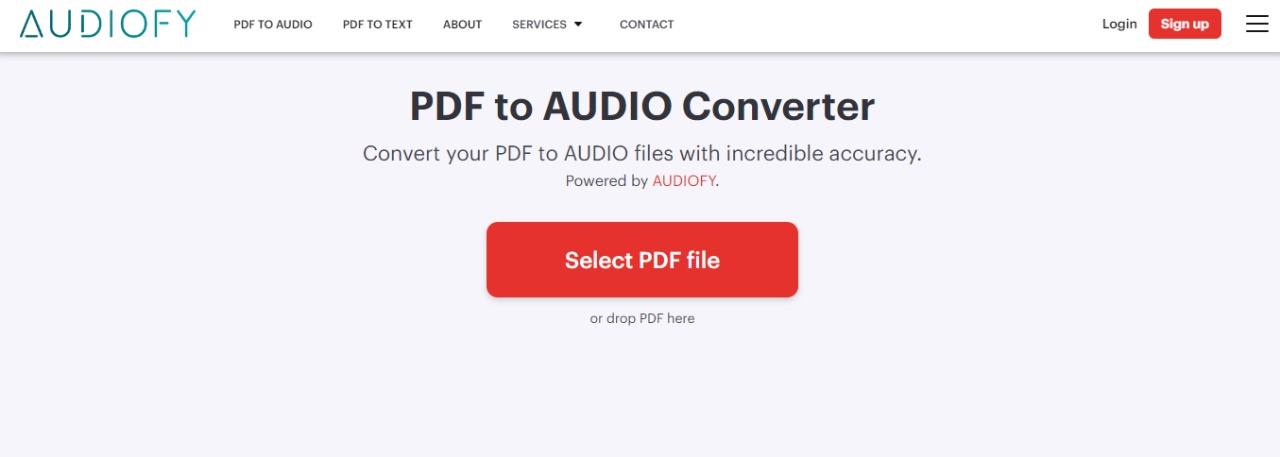 AUDIOFY PDF TO AUDIO PDF TO TEXT ABOUT SERVICES CONTACT Login Sign up
PDF to AUDIO Converter
Convert your PDF to AUDIO files with incredible accuracy.
Powered by AUDIOFY.
Select PDF file
or drop PDF here